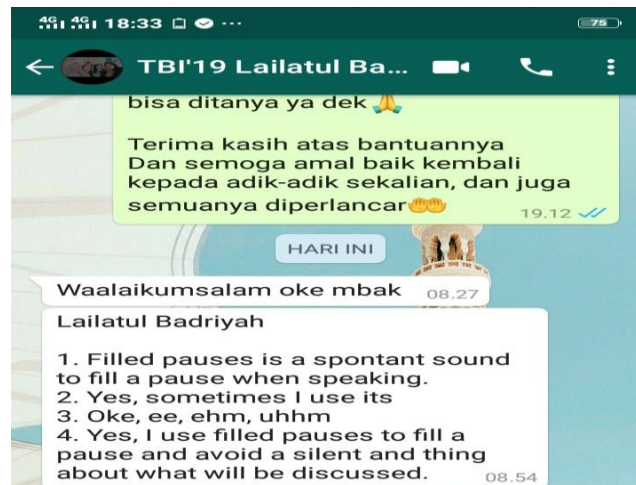 4G 4G 18:33 ...
75
TBI'19 Lailatul Ba...
bisa ditanya ya dek 🙏
Terima kasih atas bantuannya
Dan semoga amal baik kembali
kepada adik-adik sekalian, dan juga
semuanya diperlancar🤲
19.12
HARI INI
Waalaikumsalam oke mbak 08.27
Lailatul Badriyah
1. Filled pauses is a spontant sound
to fill a pause when speaking.
2. Yes, sometimes I use its
3. Oke, ee, ehm, uhhm
4. Yes, I use filled pauses to fill a
pause and avoid a silent and thing
about what will be discussed.
08.54